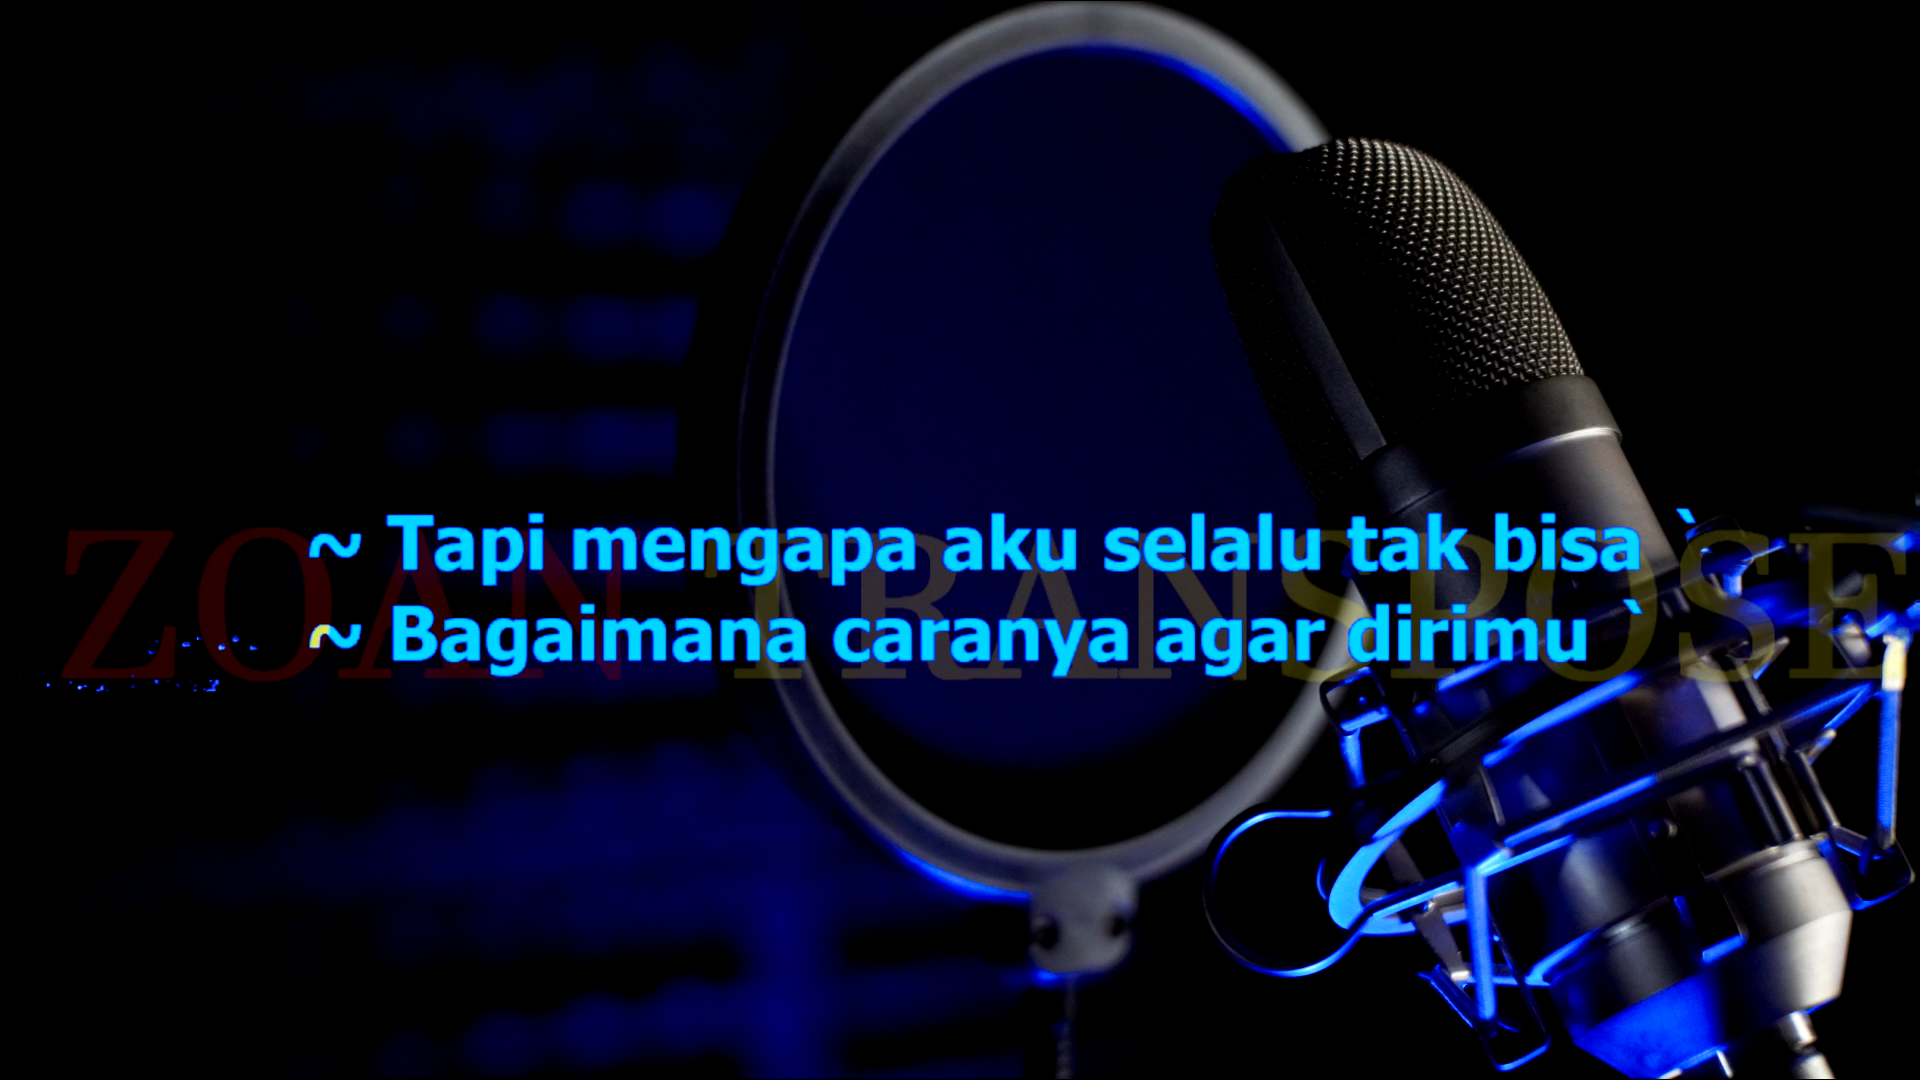 ~ Tapi mengapa aku selalu tak bisa `
~ Bagaimana caranya agar dirimu `
ZOAN TRANSPOSE